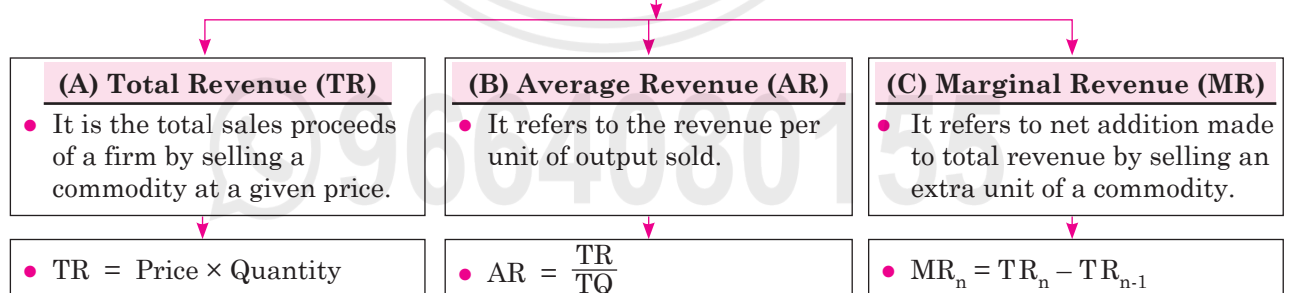 (A) Total Revenue (TR)
• It is the total sales proceeds
of a firm by selling a
commodity at a given price.
• TR = Price × Quantity
(B) Average Revenue (AR)
• It refers to the revenue per
unit of output sold.
• AR = TR/TQ
(C) Marginal Revenue (MR)
• It refers to net addition made
to total revenue by selling an
extra unit of a commodity.
• MRₙ = TRₙ – TRₙ₋₁
9664080155